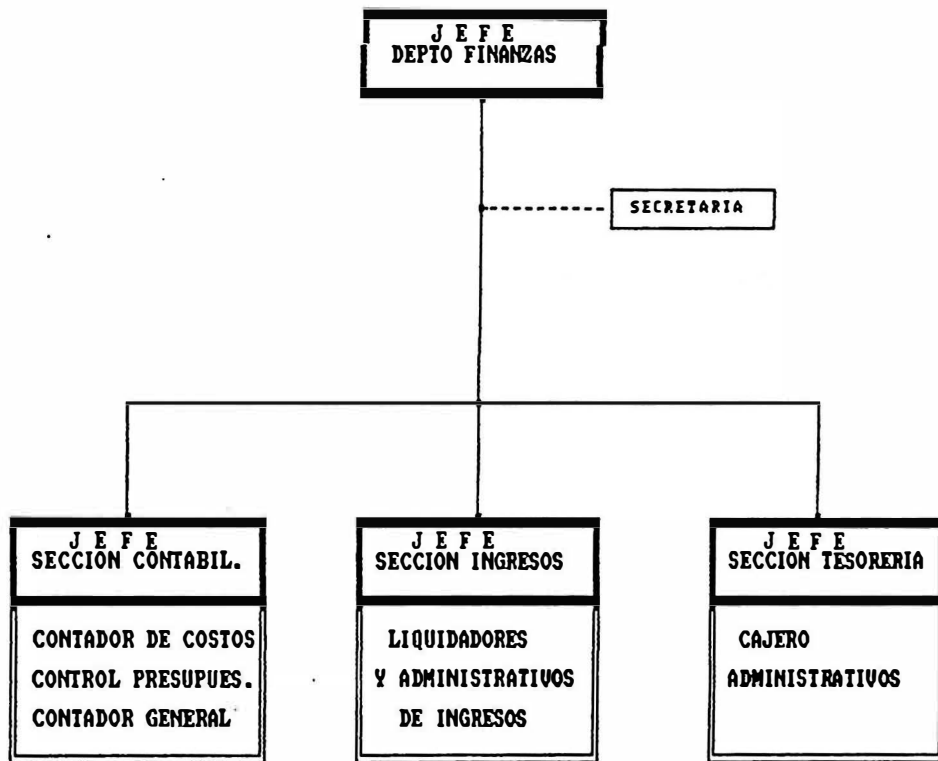 J E F E
DEPTO FINANZAS
SECRETARIA
J E F E
SECCION CONTABIL.
CONTADOR DE COSTOS
CONTROL PRESUPUES.
CONTADOR GENERAL
J E F E
SECCION INGRESOS
LIQUIDADORES
Y ADMINISTRATIVOS
DE INGRESOS
J E F E
SECCION TESORERIA
CAJERO
ADMINISTRATIVOS